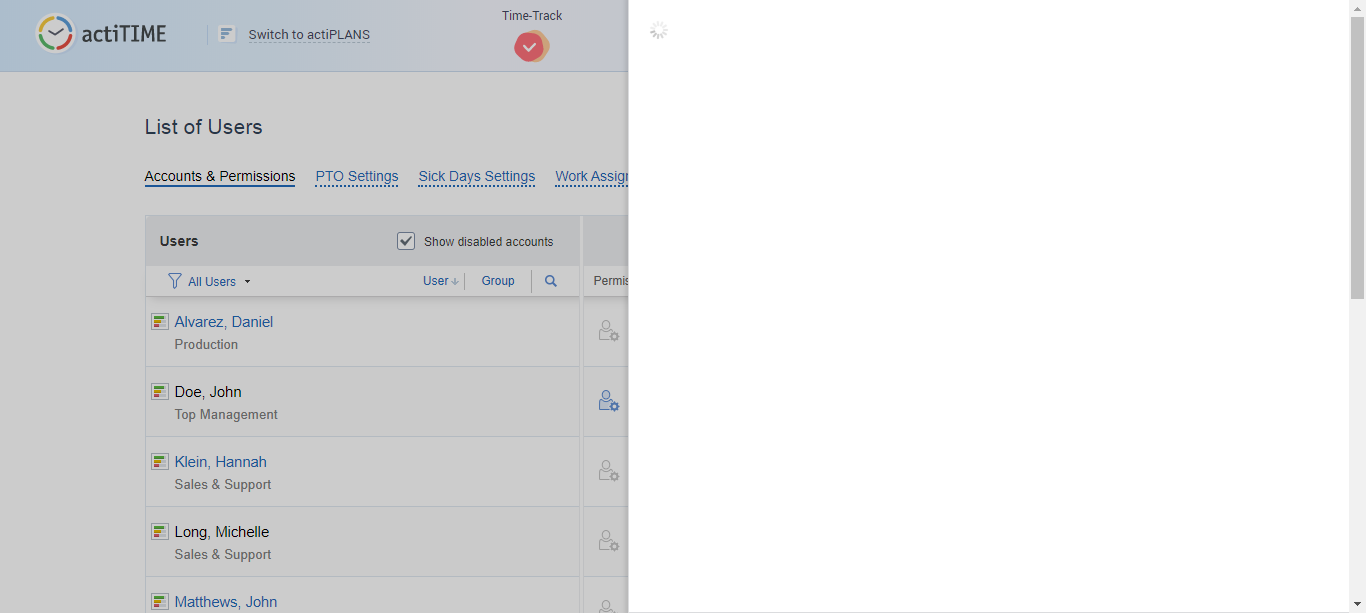 actiTIME
Switch to actiPLANS
Time-Track
List of Users
Accounts & Permissions
PTO Settings
Sick Days Settings
Work Assign
Users
Show disabled accounts
All Users
User
Group
Permis
Alvarez, Daniel
Production
Doe, John
Top Management
Klein, Hannah
Sales & Support
Long, Michelle
Sales & Support
Matthews, John